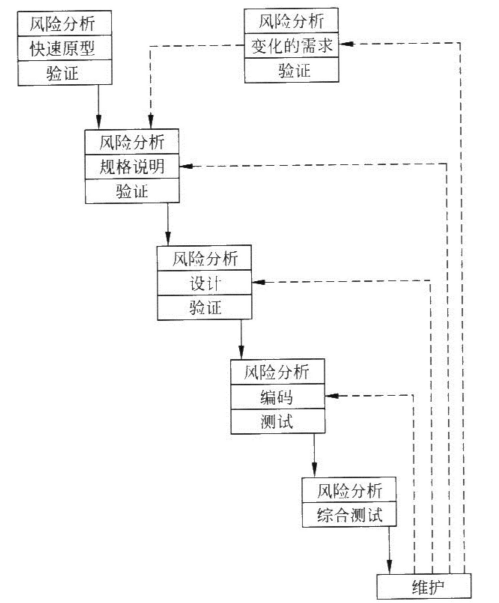 风险分析
快速原型
验证
风险分析
变化的需求
验证
风险分析
规格说明
验证
风险分析
设计
验证
风险分析
编码
测试
风险分析
综合测试
维护